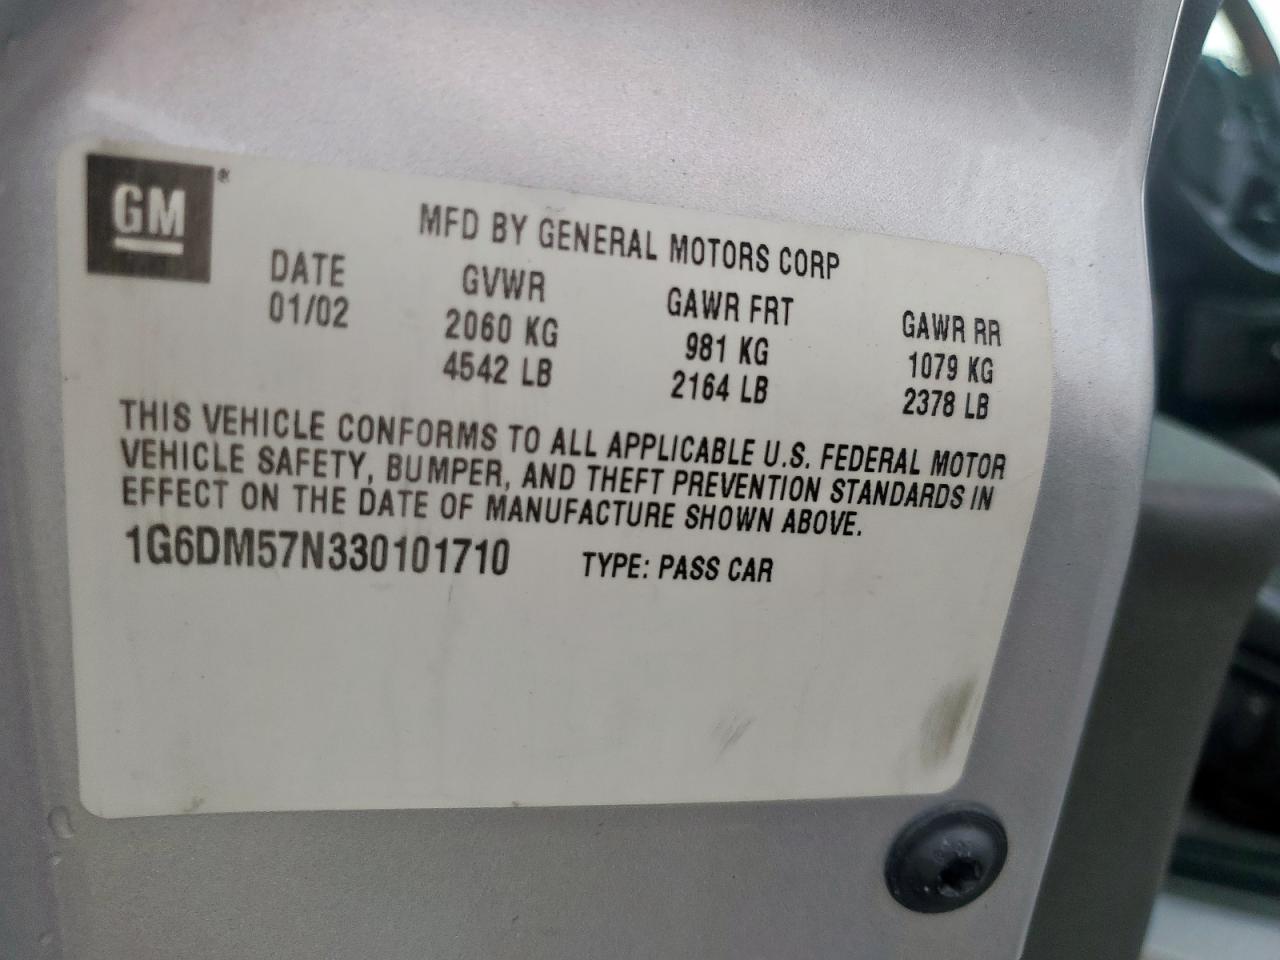 GM®
MFD BY GENERAL MOTORS CORP
DATE GVWR GAWR FRT GAWR RR
01/02 2060 KG 981 KG 1079 KG
4542 LB 2164 LB 2378 LB
THIS VEHICLE CONFORMS TO ALL APPLICABLE U.S. FEDERAL MOTOR
VEHICLE SAFETY, BUMPER, AND THEFT PREVENTION STANDARDS IN
EFFECT ON THE DATE OF MANUFACTURE SHOWN ABOVE.
1G6DM57N330101710 TYPE: PASS CAR